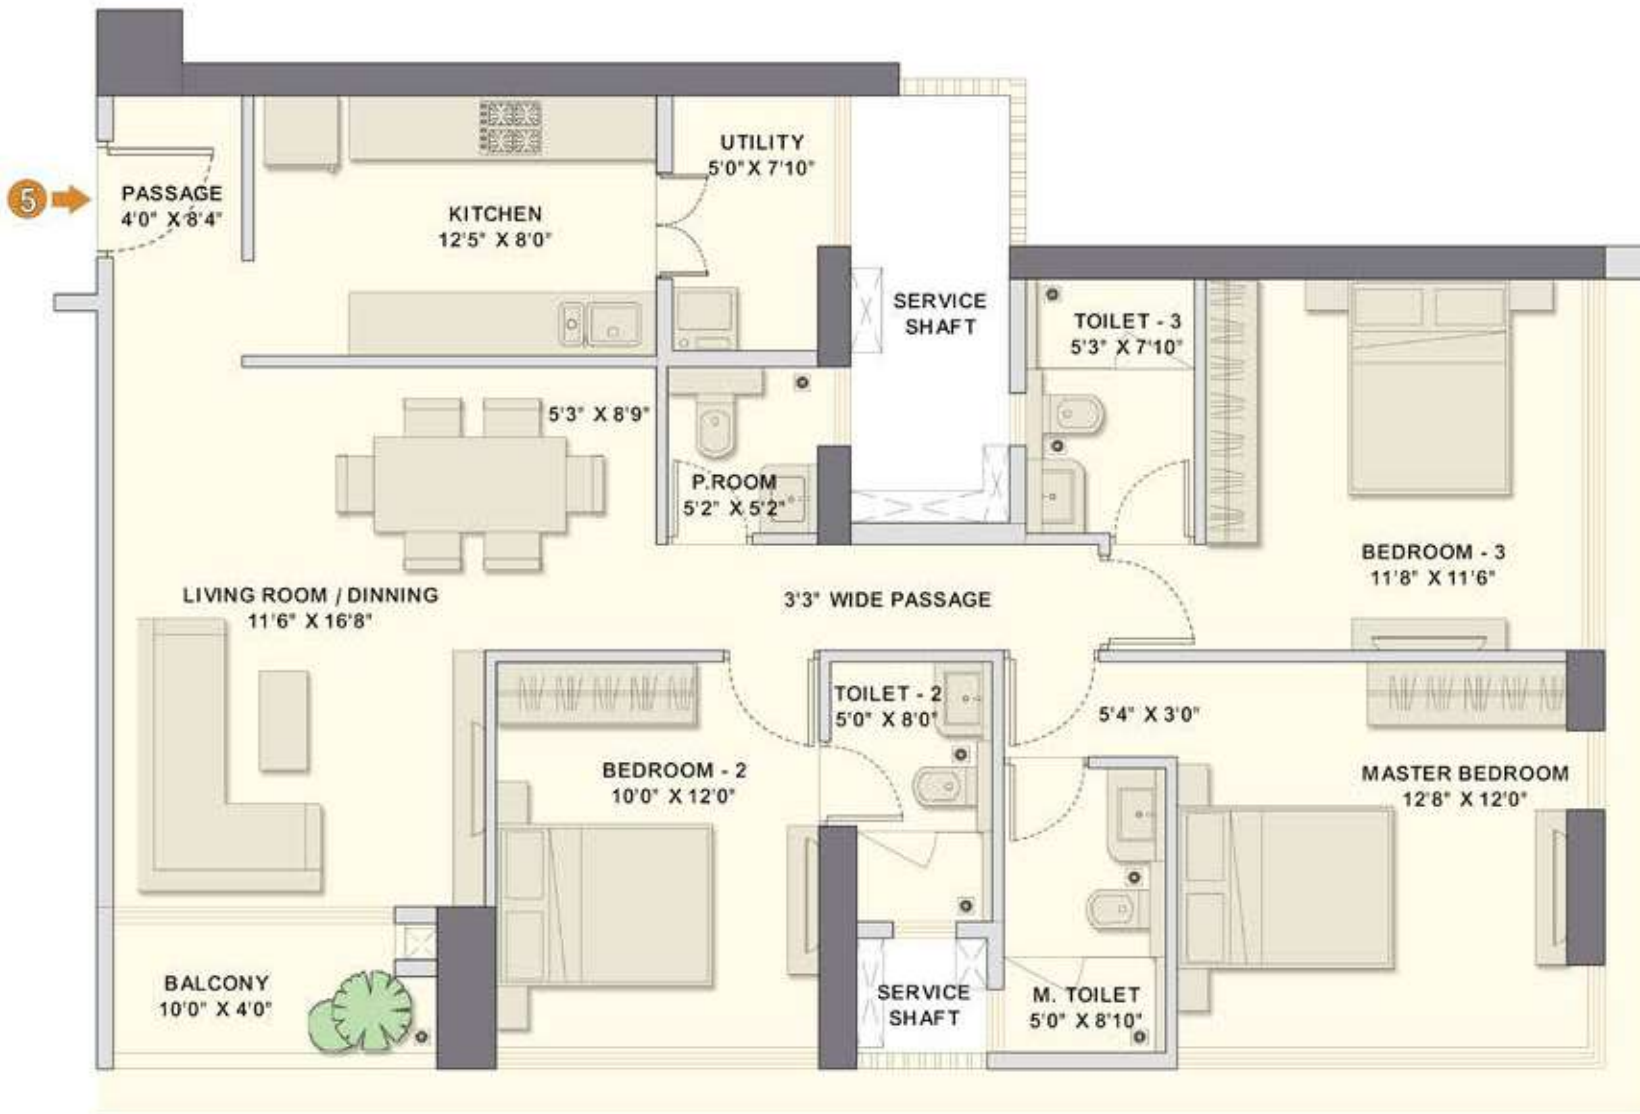 UTILITY
5'0" X 7'10"
5
PASSAGE
4'0" X 8'4"
KITCHEN
12'5" X 8'0"
SERVICE
SHAFT
TOILET - 3
5'3" X 7'10"
5'3" X 8'9"
P.ROOM
5'2" X 5'2"
BEDROOM - 3
11'8" X 11'6"
LIVING ROOM / DINNING
11'6" X 16'8"
3'3" WIDE PASSAGE
TOILET - 2
5'0" X 8'0"
5'4" X 3'0"
BEDROOM - 2
10'0" X 12'0"
MASTER BEDROOM
12'8" X 12'0"
BALCONY
10'0" X 4'0"
SERVICE
SHAFT
M. TOILET
5'0" X 8'10"